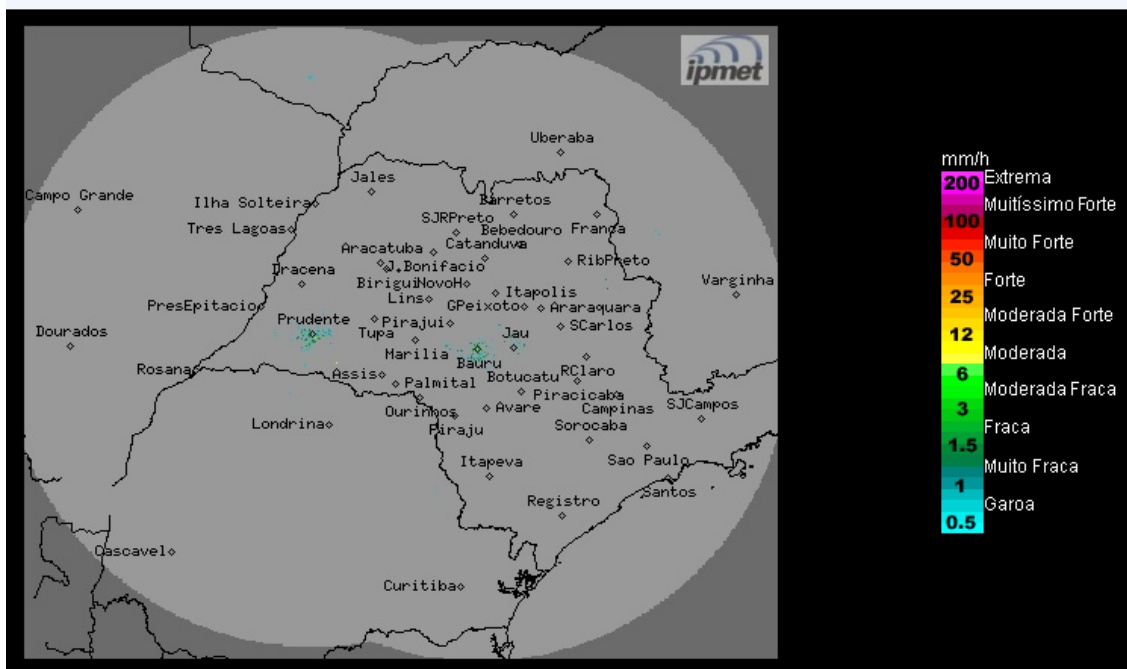 ipmet
Uberaba
Jales
Campo Grande
Ilha Solteira
Barretos
SJRPreto
Tres Lagoas
Bebedouro
Franca
Catanduva
Aracatuba
J.Bonifacio
RibPreto
Dracena
Birigui
NovoH
Varginha
Itapolis
Lins
PresEpitacio
GPeixoto
Araraquara
Prudente
Pirajui
SCarlos
Dourados
Tupa
Jau
Marilia
Bauru
Rosana
Assis
Botucatu
RClaro
Palmital
Piracicaba
SJCampos
Ourinhos
Avare
Campinas
Londrina
Piraju
Sorocaba
Itapeva
Sao Paulo
Santos
Registro
Cascavel
Curitiba
mm/h
200 Extrema
Muitíssimo Forte
100
Muito Forte
50
Forte
25
Moderada Forte
12
Moderada
6
Moderada Fraca
3
Fraca
1.5
Muito Fraca
1
Garoa
0.5